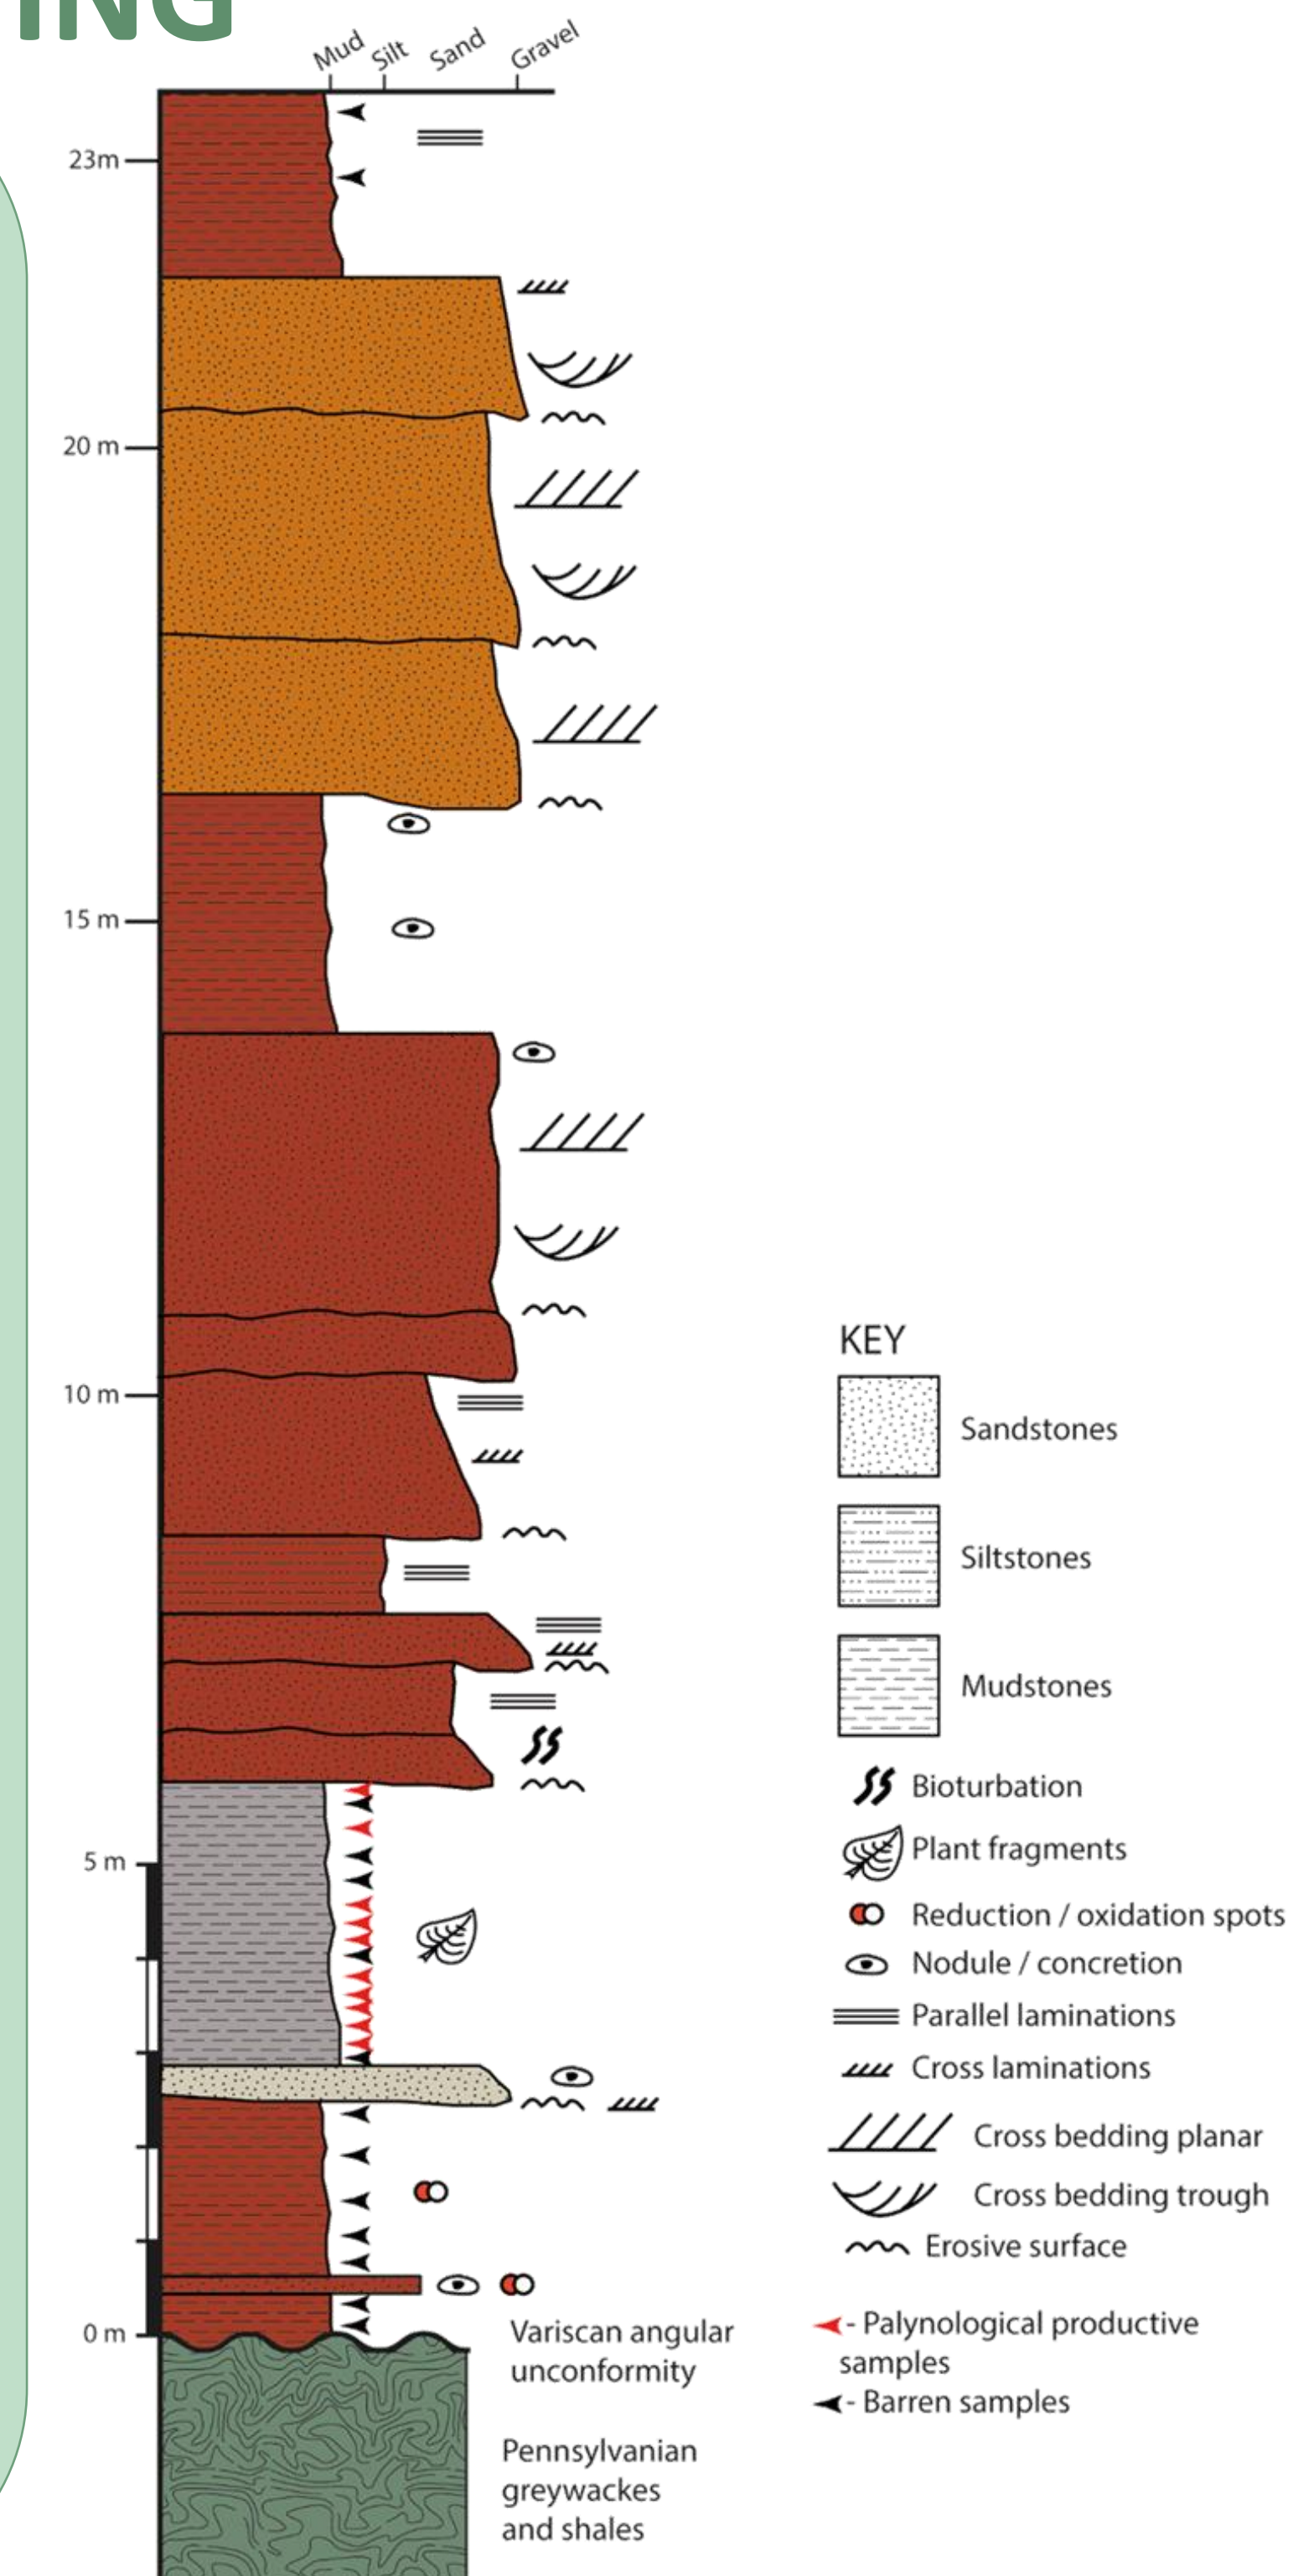 ING
Mud Silt Sand Gravel
23m
20 m
15 m
10 m
5 m
0 m
Variscan angular
unconformity
Pennsylvanian
greywackes
and shales
KEY
Sandstones
Siltstones
Mudstones
Bioturbation
Plant fragments
Reduction / oxidation spots
Nodule / concretion
Parallel laminations
Cross laminations
Cross bedding planar
Cross bedding trough
Erosive surface
- Palynological productive
samples
- Barren samples